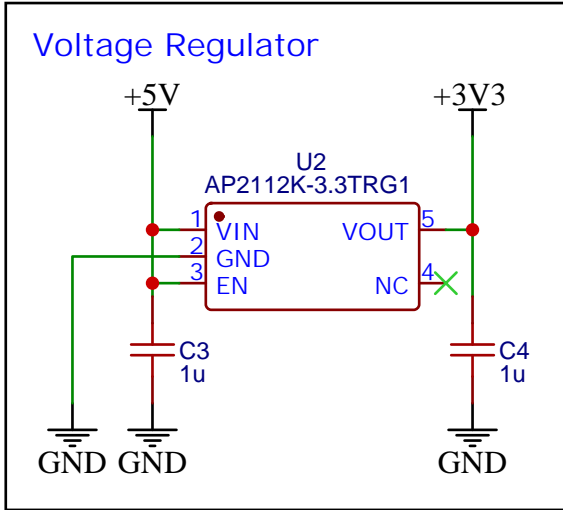 Voltage Regulator
+5V
+3V3
U2
AP2112K-3.3TRG1
1
VIN
VOUT
5
2
GND
3
EN
NC
4
C3
1u
C4
1u
GND
GND
GND